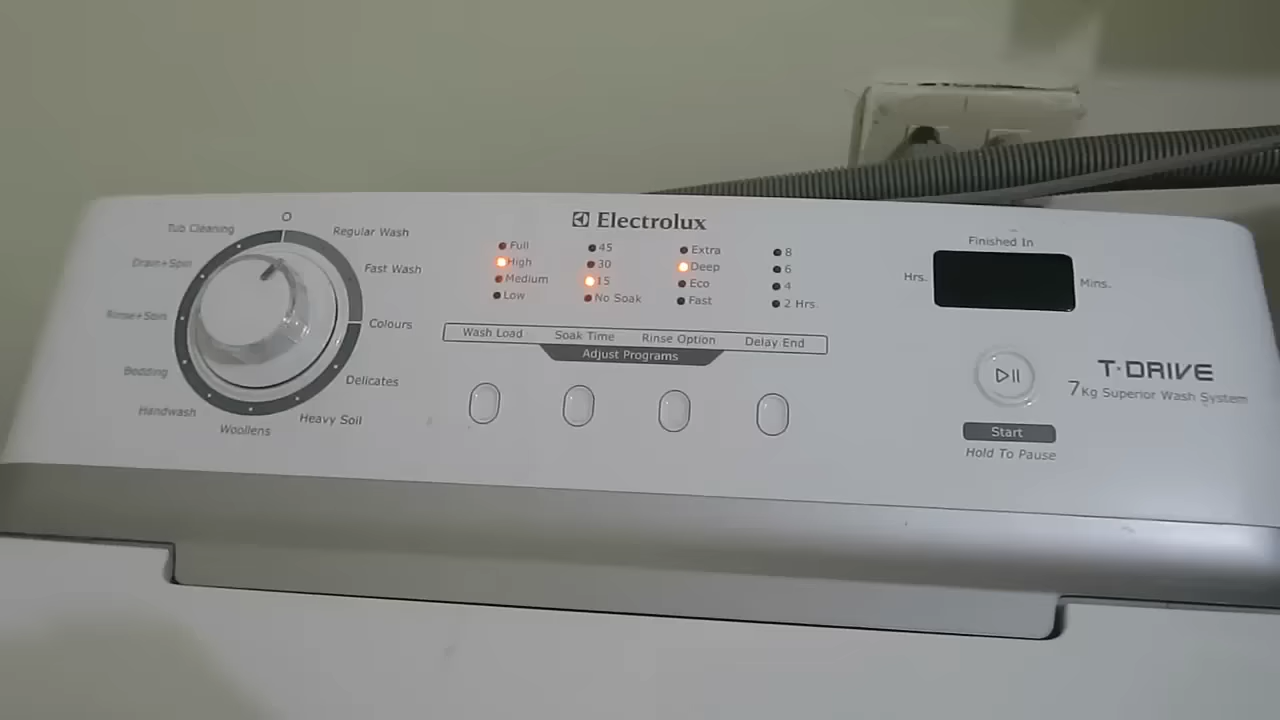 Electrolux
O
Tub Cleaning
Regular Wash
Drain+Spin
Fast Wash
Rinse+Spin
Colours
Bedding
Delicates
Handwash
Heavy Soil
Woollens
Full
High
Medium
Low
45
30
15
No Soak
Extra
Deep
Eco
Fast
8
6
4
2 Hrs
Wash Load Soak Time Rinse Option Delay End
Adjust Programs
Finished In
Hrs. Mins.
Start
Hold To Pause
T·DRIVE
7Kg Superior Wash System